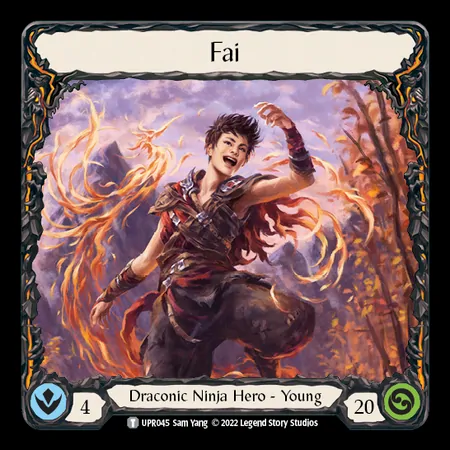 Fai
4
Draconic Ninja Hero - Young
20
T UPR045 Sam Yang © 2022 Legend Story Studios